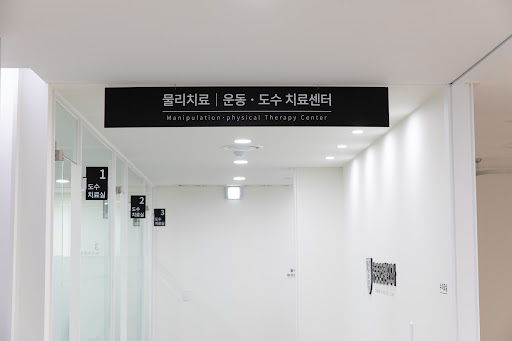 물리치료 | 운동 · 도수 치료센터
Manipulation · physical Therapy Center
1
도수
치료실
2
도수
치료실
3
도수
치료실